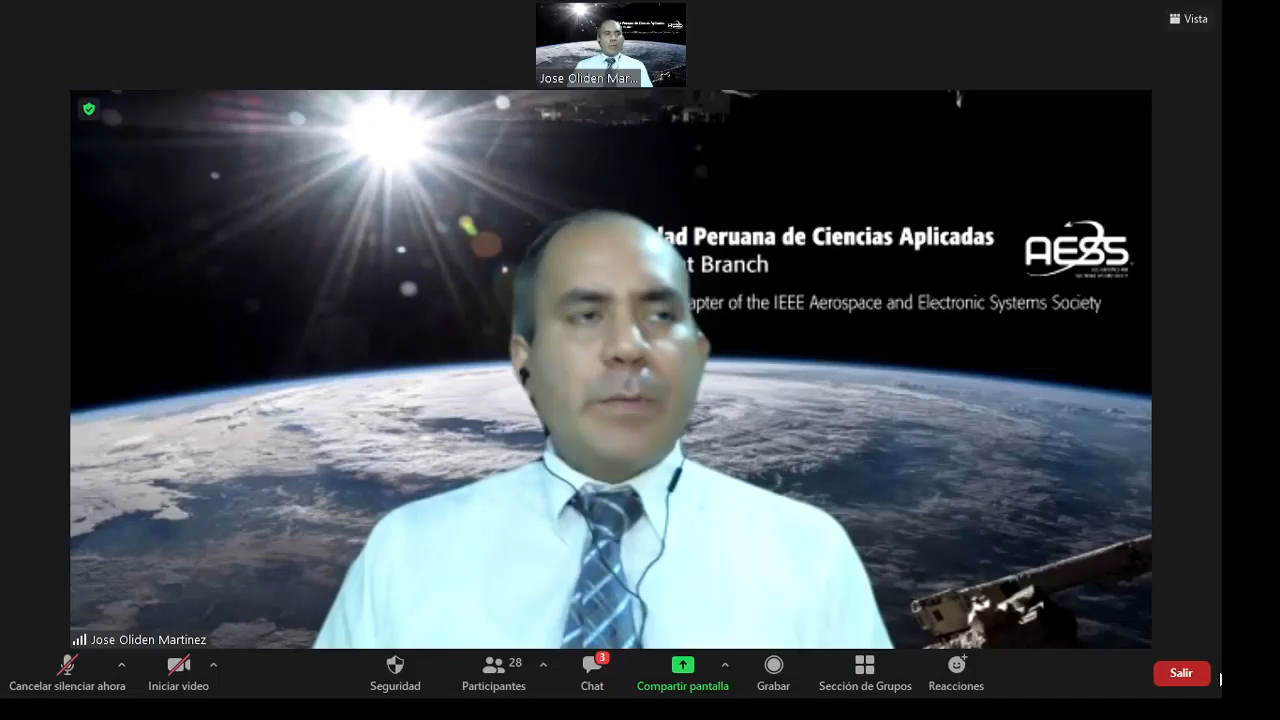 Vista
Jose Oliden Mar...
dad Peruana de Ciencias Aplicadas
t Branch
AESS
apter of the IEEE Aerospace and Electronic Systems Society
Jose Oliden Martinez
28
3
Cancelar silenciar ahora
Iniciar video
Seguridad
Participantes
Chat
Compartir pantalla
Grabar
Sección de Grupos
Reacciones
Salir